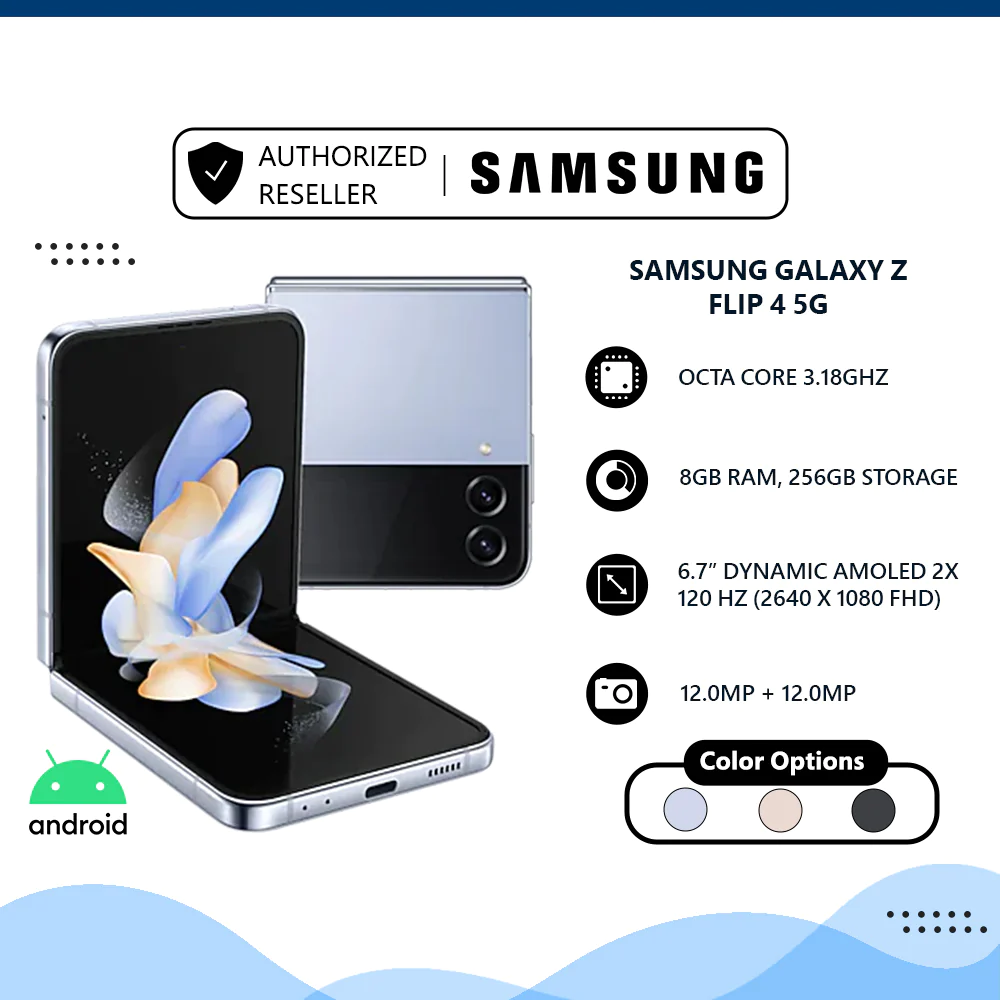 AUTHORIZED
RESELLER
SAMSUNG
SAMSUNG GALAXY Z
FLIP 4 5G
OCTA CORE 3.18GHZ
8GB RAM, 256GB STORAGE
6.7” DYNAMIC AMOLED 2X
120 HZ (2640 X 1080 FHD)
12.0MP + 12.0MP
Color Options
android